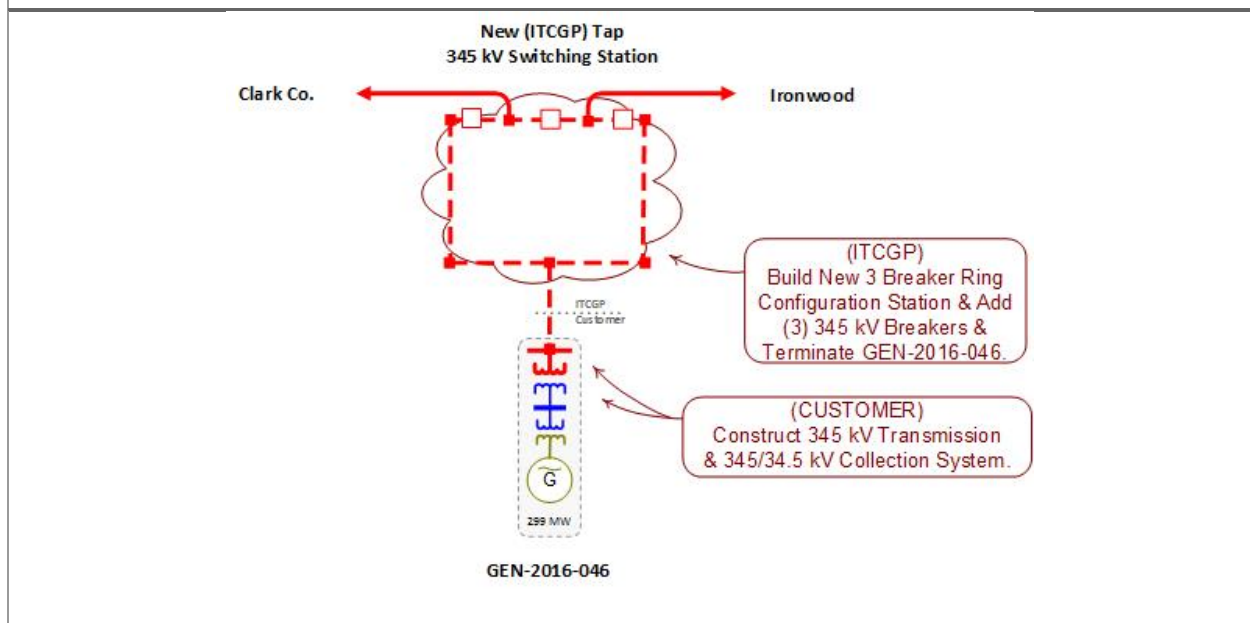 New (ITCGP) Tap
345 kV Switching Station
Clark Co.
Ironwood
(ITCGP)
Build New 3 Breaker Ring
Configuration Station & Add
(3) 345 kV Breakers &
Terminate GEN-2016-046.
ITCGP
Customer
(CUSTOMER)
Construct 345 kV Transmission
& 345/34.5 kV Collection System.
G
299 MW
GEN-2016-046